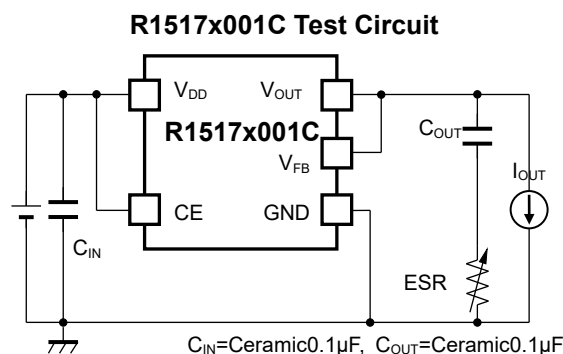 R1517x001C Test Circuit
VDD
VOUT
R1517x001C
COUT
VFB
IOUT
CE
GND
CIN
ESR
CIN=Ceramic0.1μF, COUT=Ceramic0.1μF